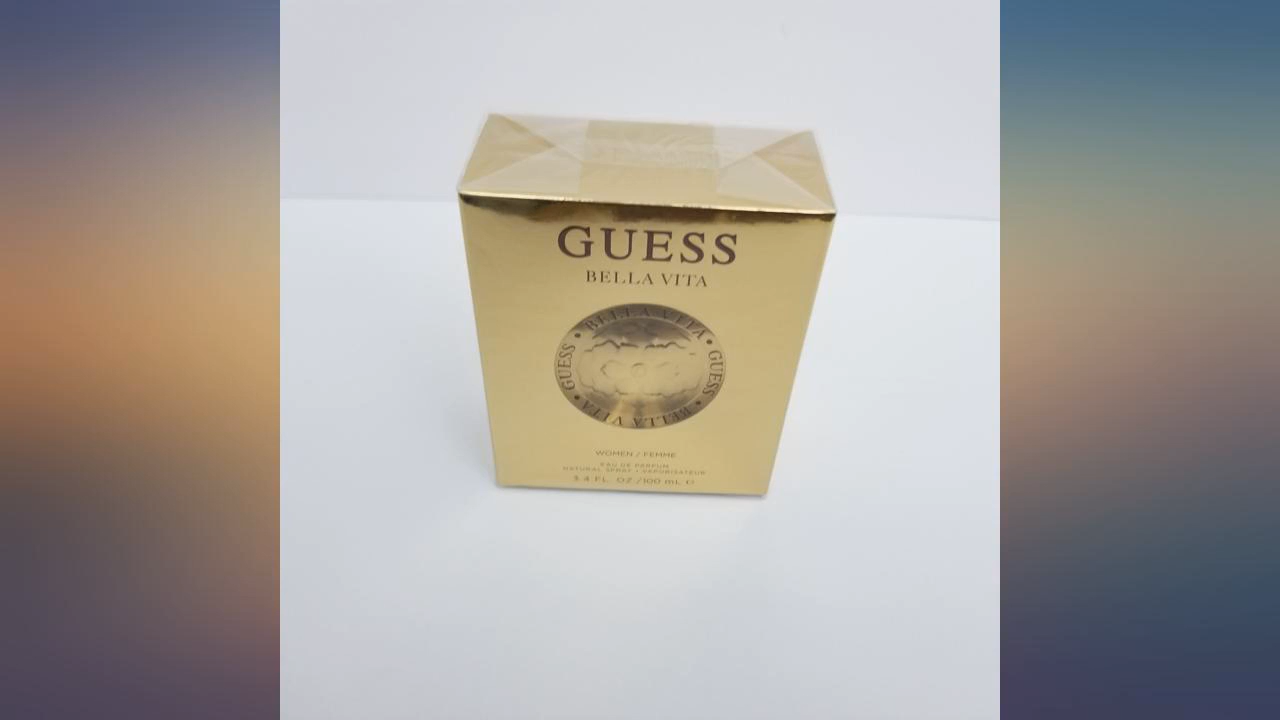 GUESS
BELLA VITA
BELLA VITA • GUESS • BELLA VITA • GUESS •
WOMEN / FEMME
EAU DE PARFUM
NATURAL SPRAY • VAPORISATEUR
3.4 FL. OZ./100 mL ℮